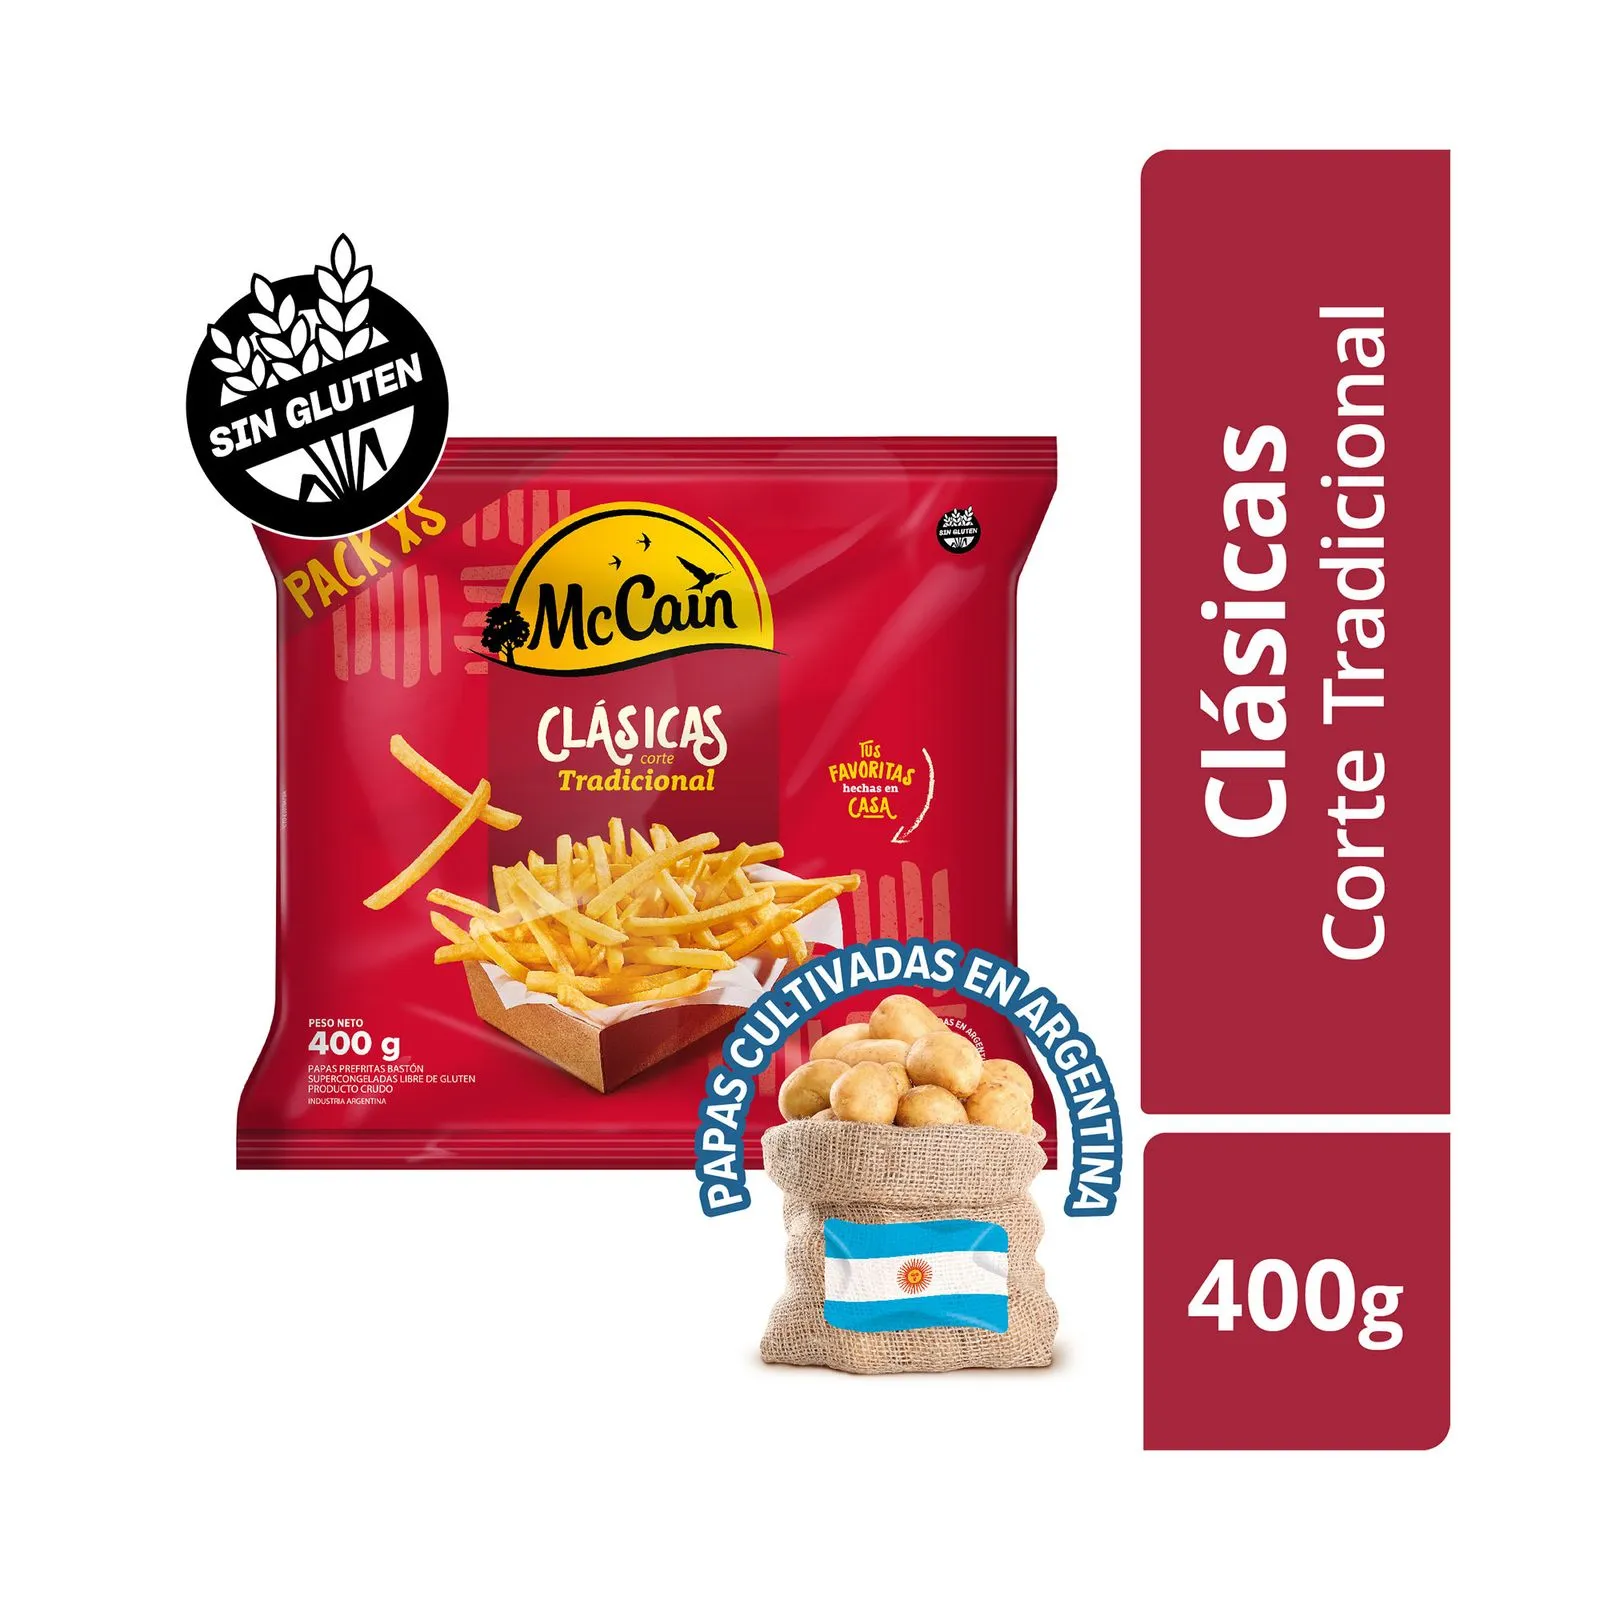 SIN GLUTEN
PACK XS
McCain
SIN GLUTEN
CLÁSICAS
corte
Tradicional
TUS
FAVORITAS
hechas en
CASA
PESO NETO
400 g
PAPAS PREFRITAS BASTÓN
SUPERCONGELADAS LIBRE DE GLUTEN
PRODUCTO CRUDO
INDUSTRIA ARGENTINA
PAPAS CULTIVADAS EN ARGENTINA
Clásicas
Corte Tradicional
400g